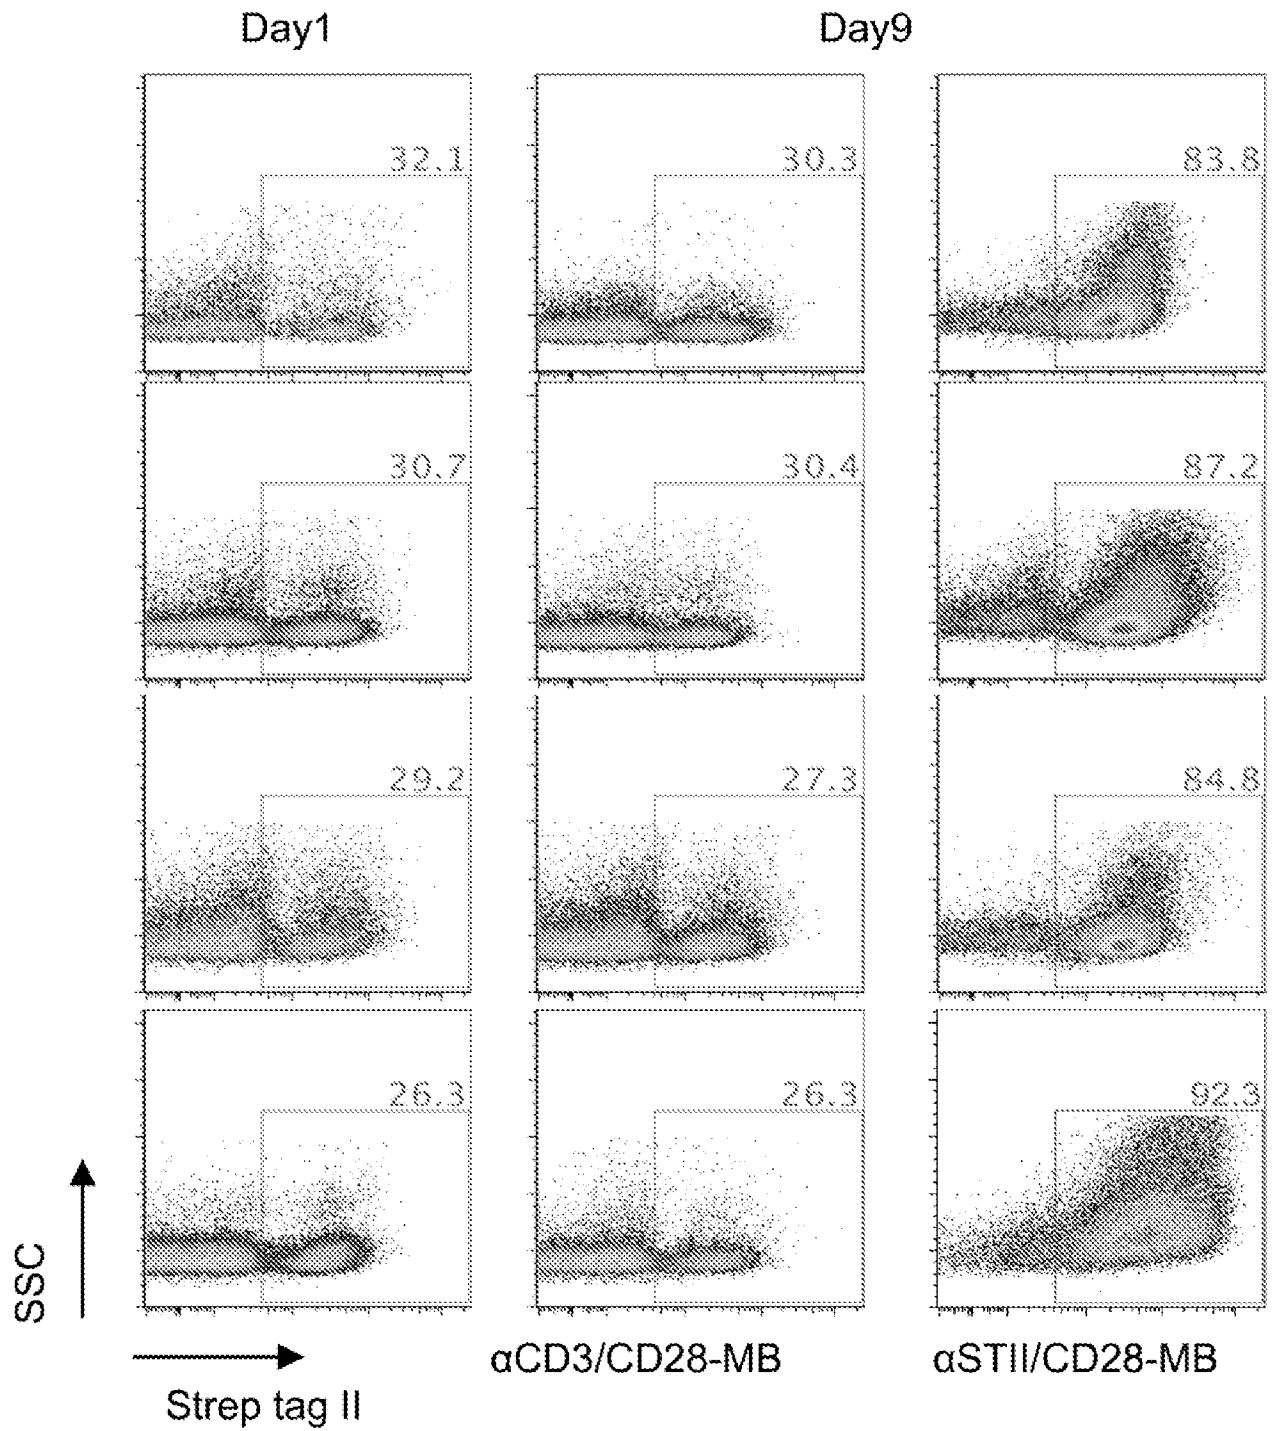 Day1
Day9
32.1
30.3
83.8
30.7
30.4
87.2
29.2
27.3
84.8
26.3
26.3
92.3
SSC
αCD3/CD28-MB
αSTII/CD28-MB
Strep tag II